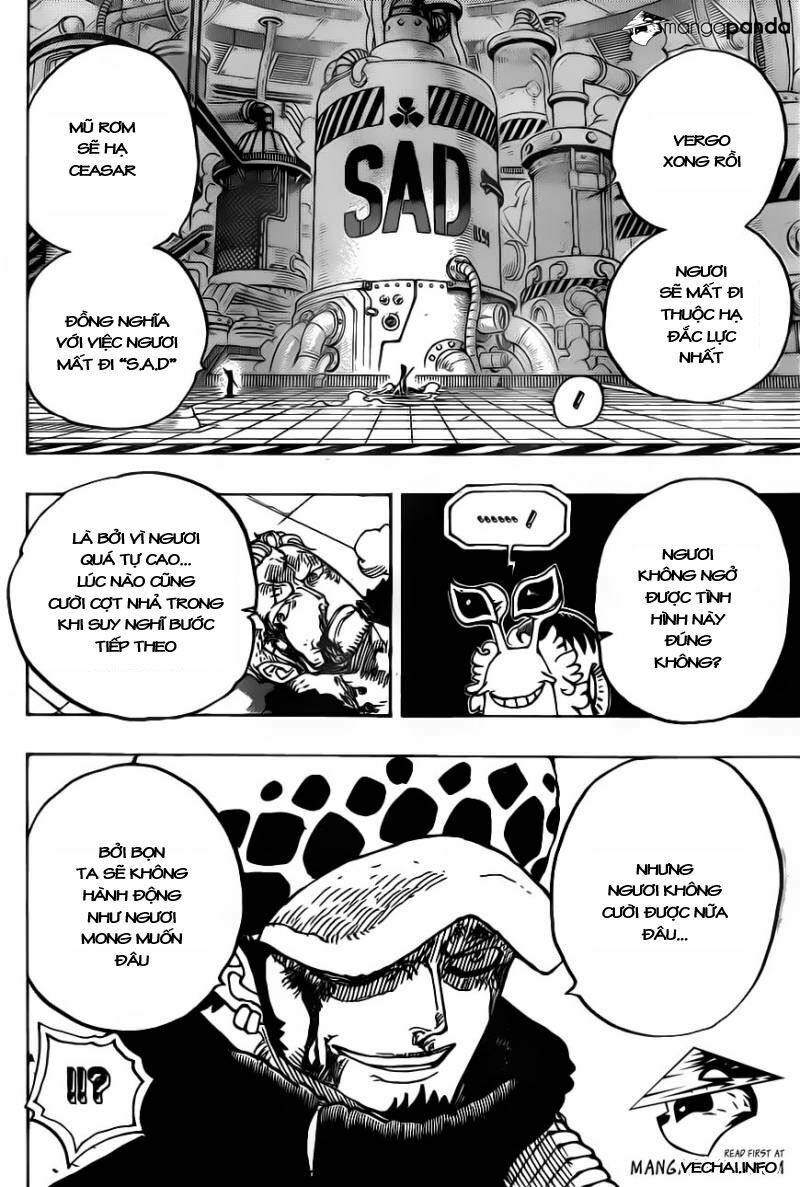 mangapanda
VERGO
XONG RỒI
NGƯƠI
SẼ MẤT ĐI
THUỘC HẠ
ĐẮC LỰC
NHẤT
MŨ RƠM
SẼ HẠ
CEASAR
ĐỒNG NGHĨA
VỚI VIỆC NGƯƠI
MẤT ĐI “S.A.D”
SAD
!
NGƯƠI
KHÔNG NGỜ
ĐƯỢC TÌNH
HÌNH NÀY
ĐÚNG
KHÔNG?
...... !
LÀ BỞI VÌ NGƯƠI
QUÁ TỰ CAO...
LÚC NÀO CŨNG
CƯỜI CỢT NHẢ TRONG
KHI SUY NGHĨ BƯỚC
TIẾP THEO
NHƯNG
NGƯƠI KHÔNG
CƯỜI ĐƯỢC NỮA
ĐÂU...
BỞI BỌN
TA SẼ KHÔNG
HÀNH ĐỘNG
NHƯ NGƯƠI
MONG MUỐN
ĐÂU
!!?
READ FIRST AT
MANG
VECHAI.INFO